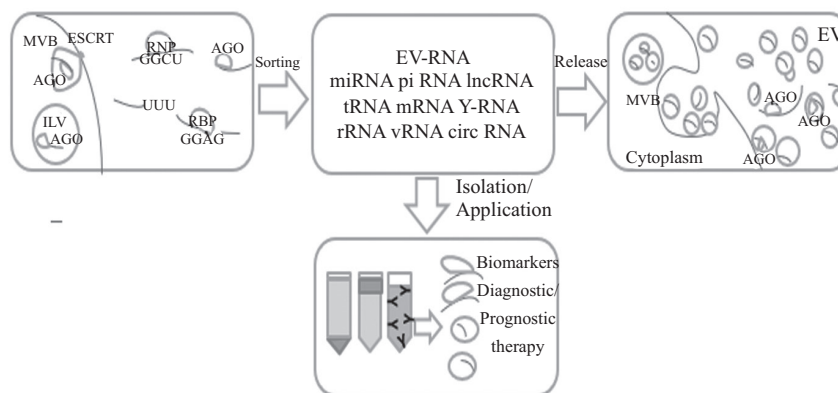 MVB ESCRT
AGO
ILV
AGO
RNP
GGCU
AGO
UUU
RBP
GGAG
Sorting
EV-RNA
miRNA pi RNA lncRNA
tRNA mRNA Y-RNA
rRNA vRNA circ RNA
Release
EV
MVB
AGO
AGO
AGO
Cytoplasm
Isolation/
Application
Biomarkers
Diagnostic/
Prognostic
therapy